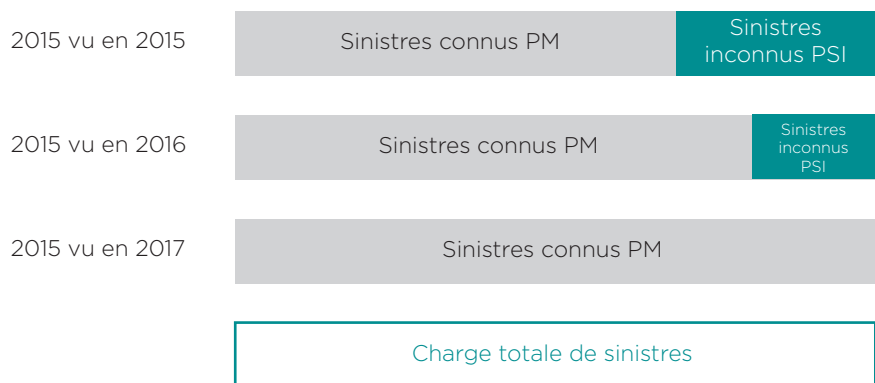 2015 vu en 2015
Sinistres connus PM
Sinistres
inconnus PSI
2015 vu en 2016
Sinistres connus PM
Sinistres
inconnus
PSI
2015 vu en 2017
Sinistres connus PM
Charge totale de sinistres